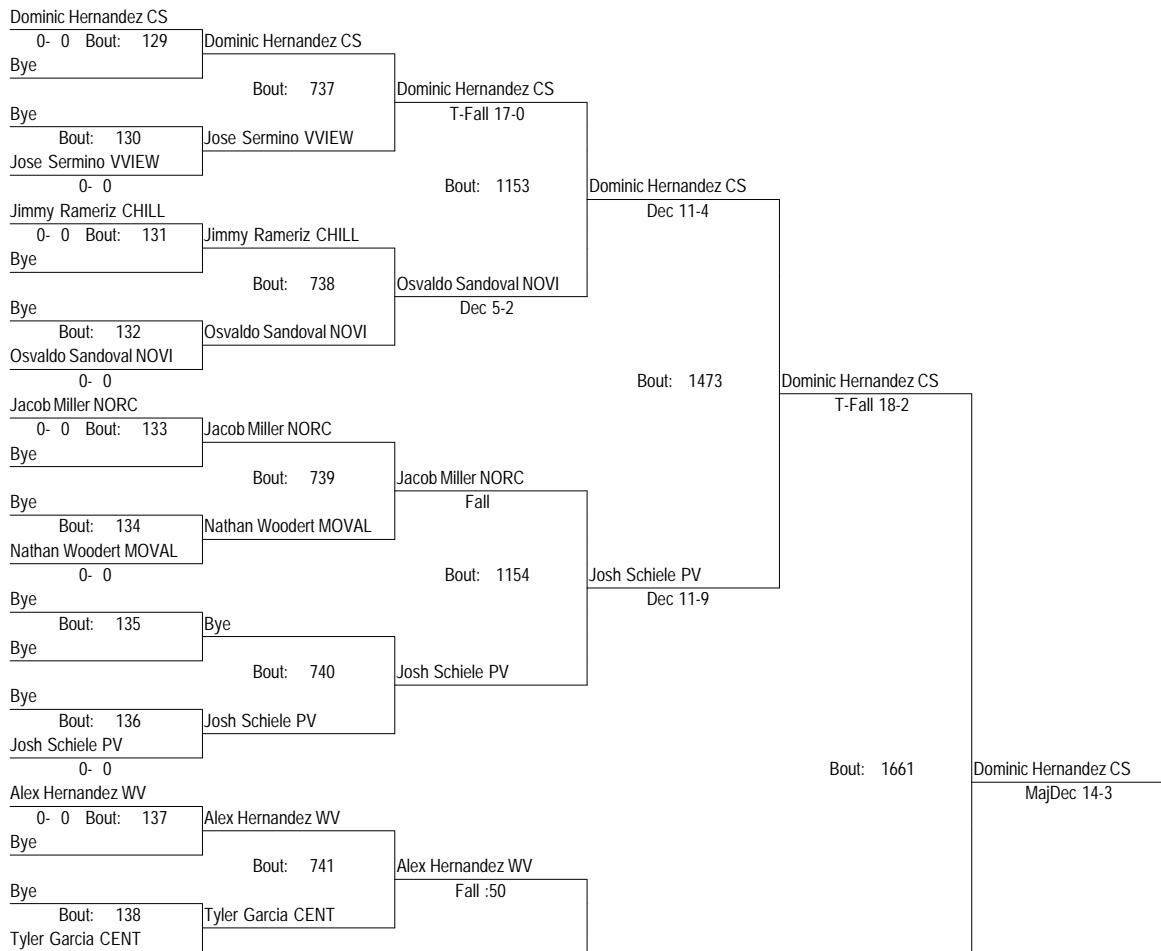 Dominic Hernandez CS
0- 0 Bout: 129 Dominic Hernandez CS
Bye
Bout: 737 Dominic Hernandez CS
Bye T-Fall 17-0
Bout: 130 Jose Sermino VVIEW
Jose Sermino VVIEW
0- 0 Bout: 1153 Dominic Hernandez CS
Jimmy Rameriz CHILL Dec 11-4
0- 0 Bout: 131 Jimmy Rameriz CHILL
Bye
Bout: 738 Osvaldo Sandoval NOVI
Bye Dec 5-2
Bout: 132 Osvaldo Sandoval NOVI
Osvaldo Sandoval NOVI
0- 0 Bout: 1473 Dominic Hernandez CS
Jacob Miller NORC T-Fall 18-2
0- 0 Bout: 133 Jacob Miller NORC
Bye
Bout: 739 Jacob Miller NORC
Bye Fall
Bout: 134 Nathan Woodert MOVAL
Nathan Woodert MOVAL
0- 0 Bout: 1154 Josh Schiele PV
Bye Dec 11-9
Bout: 135 Bye
Bye
Bout: 740 Josh Schiele PV
Bye
Bout: 136 Josh Schiele PV
Josh Schiele PV
0- 0 Bout: 1661 Dominic Hernandez CS
Alex Hernandez WV MajDec 14-3
0- 0 Bout: 137 Alex Hernandez WV
Bye
Bout: 741 Alex Hernandez WV
Bye Fall :50
Bout: 138 Tyler Garcia CENT
Tyler Garcia CENT